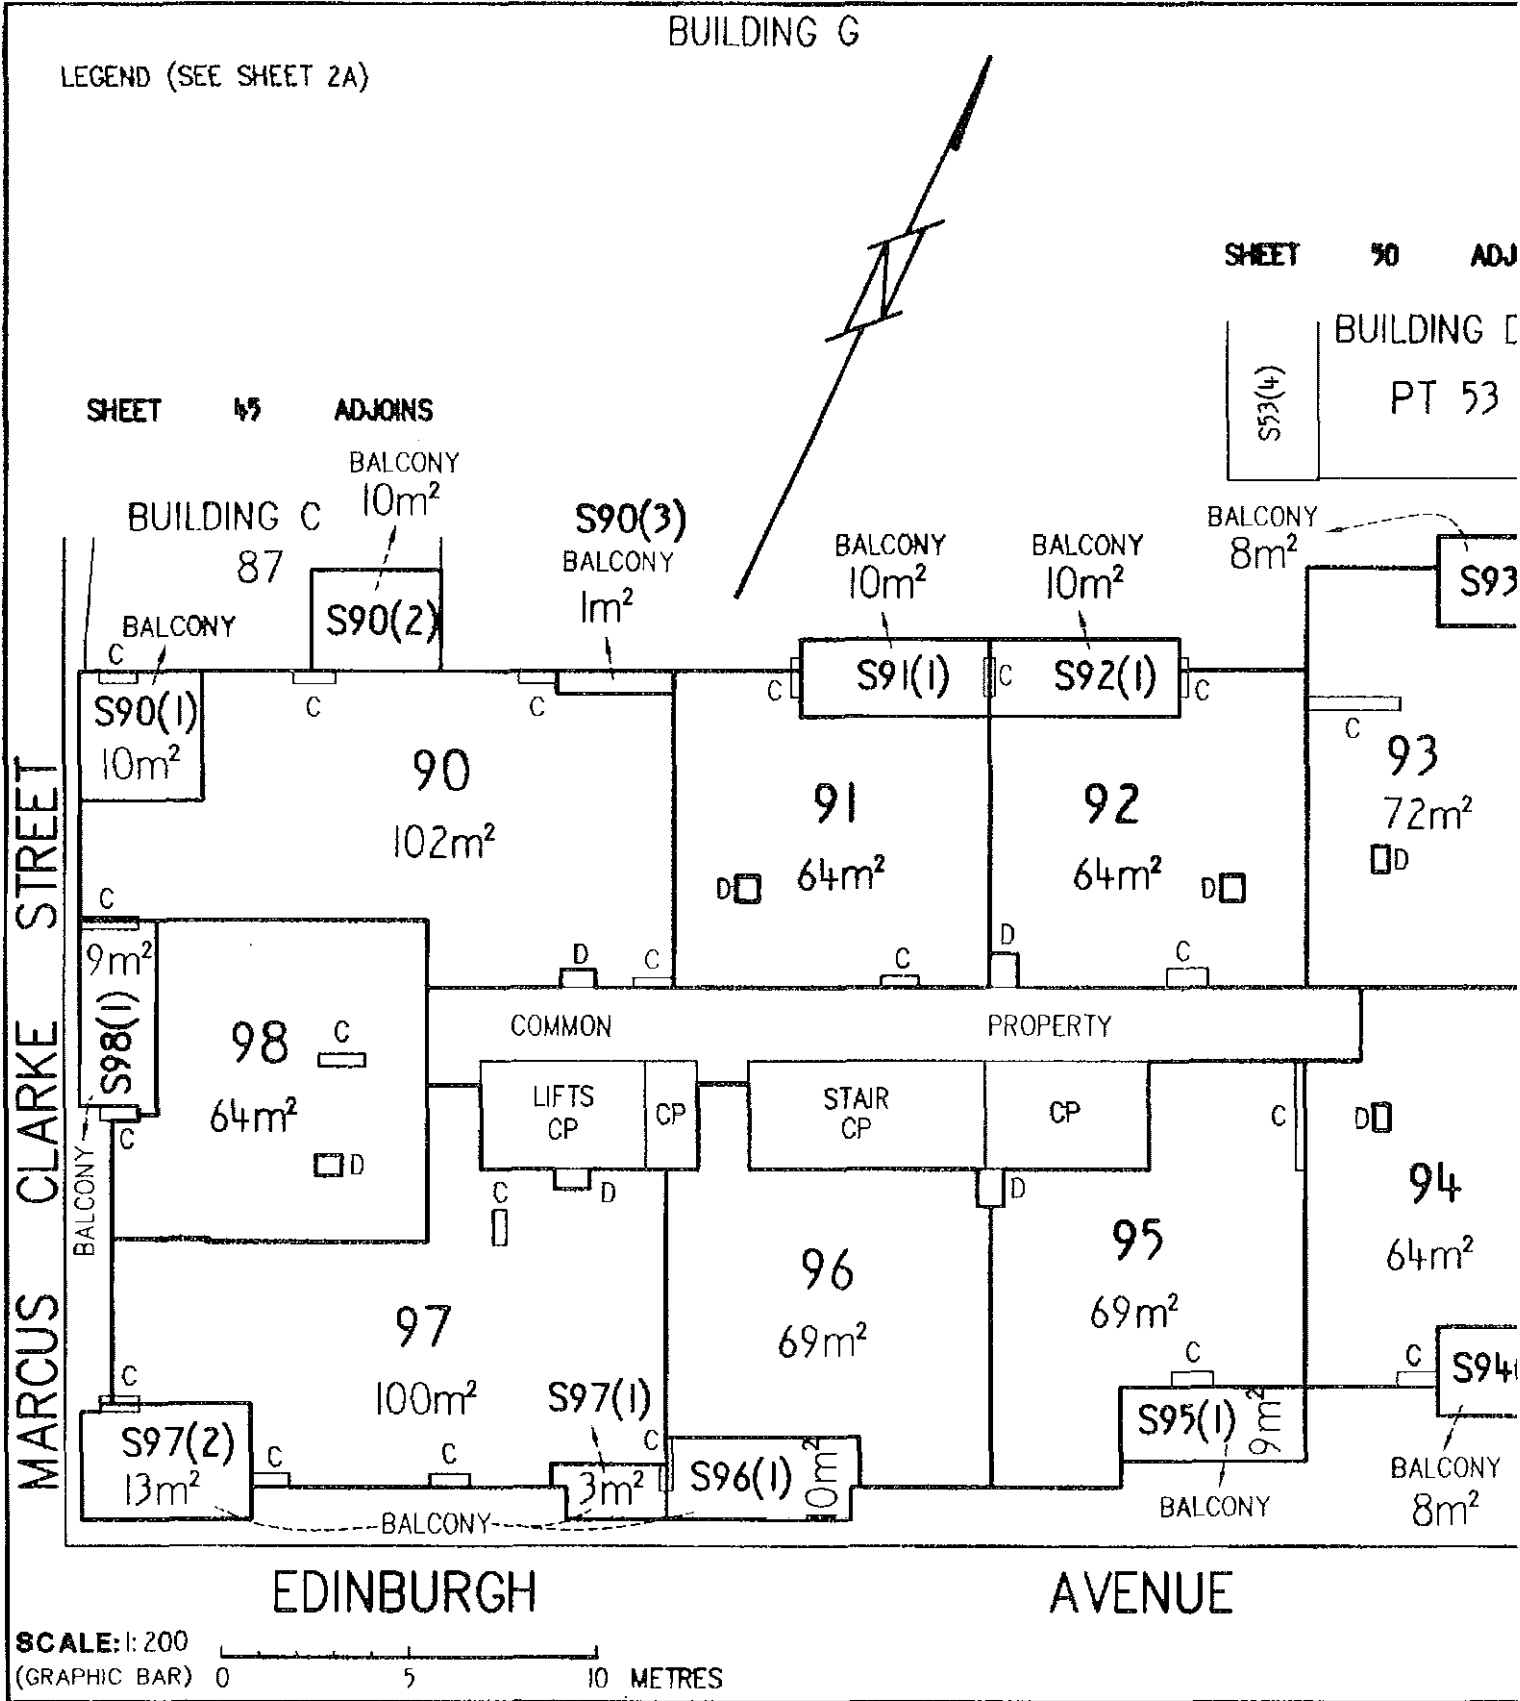 BUILDING G
LEGEND (SEE SHEET 2A)
SHEET 50 ADJ
BUILDING D
S53(4)
PT 53
SHEET 45 ADJOINS
BALCONY
10m²
BUILDING C
87
S90(3)
BALCONY
1m²
BALCONY
10m²
BALCONY
10m²
BALCONY
8m²
S93
S90(2)
BALCONY
C
S90(1)
10m²
C
C
C
S91(1)
C
S92(1)
C
C
90
102m²
91
64m²
D
92
64m²
D
93
72m²
D
C
9m²
S98(1)
BALCONY
C
98
64m²
C
D
D
C
C
D
C
COMMON PROPERTY
LIFTS
CP
CP
STAIR
CP
CP
C
D
C
D
D
94
64m²
95
69m²
96
69m²
97
100m²
C
S97(2)
13m²
C
C
S97(1)
3m²
C
S96(1)
10m²
BALCONY
C
S95(1)
9m²
BALCONY
C
S94(
BALCONY
8m²
MARCUS CLARKE STREET
EDINBURGH AVENUE
SCALE: 1:200
(GRAPHIC BAR) 0 5 10 METRES